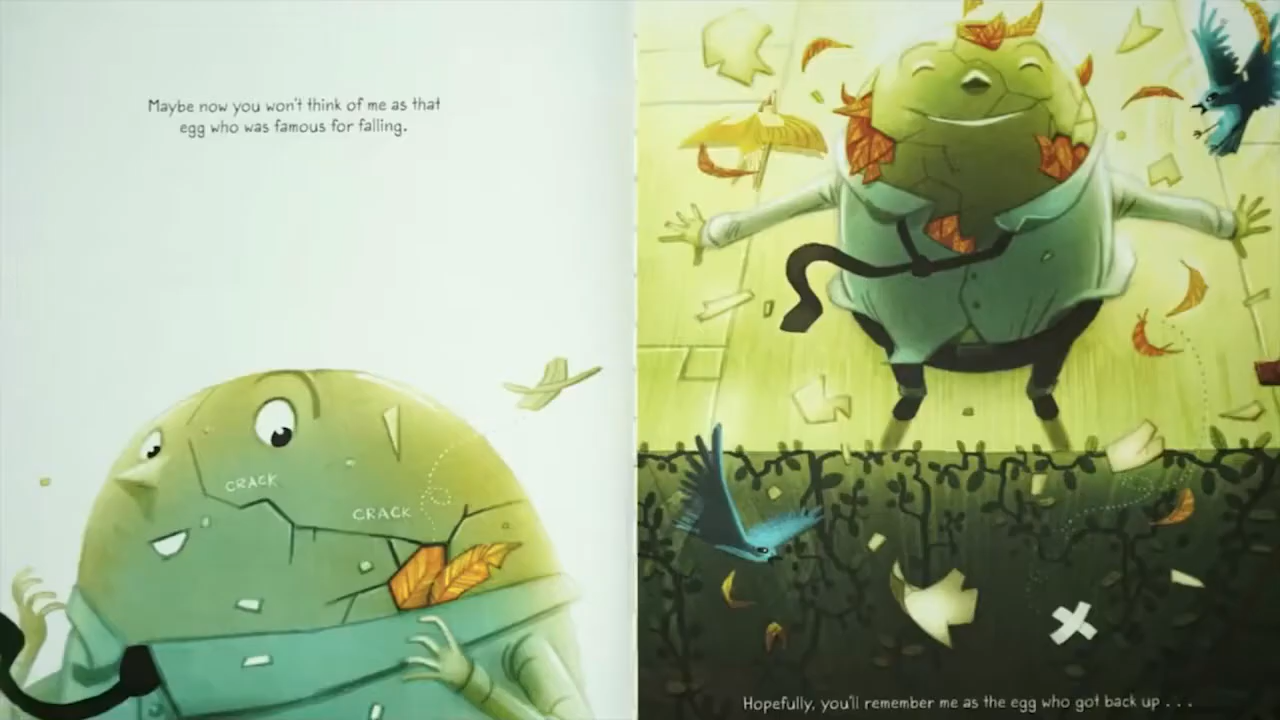 Maybe now you won't think of me as that
egg who was famous for falling.
CRACK
CRACK
Hopefully, you'll remember me as the egg who got back up . . .